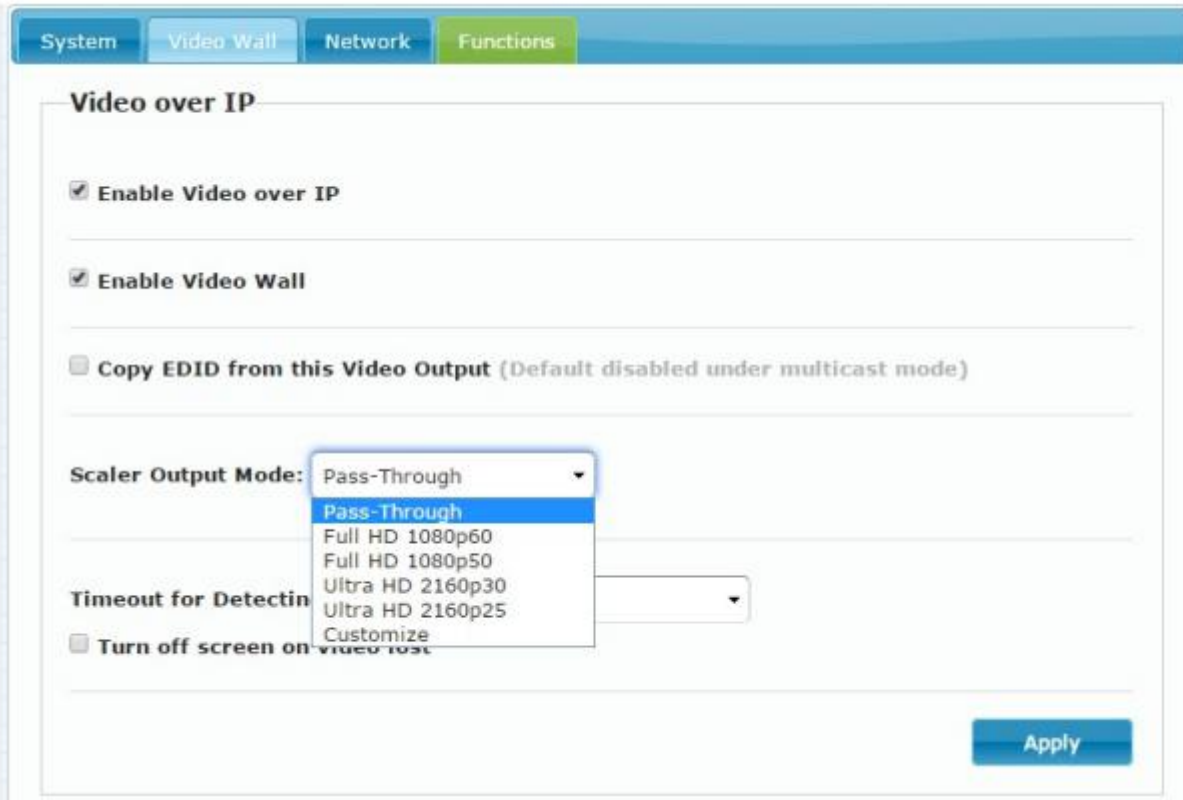 System Video Wall Network Functions
Video over IP
Enable Video over IP
Enable Video Wall
Copy EDID from this Video Output (Default disabled under multicast mode)
Scaler Output Mode: Pass-Through
Pass-Through
Full HD 1080p60
Full HD 1080p50
Ultra HD 2160p30
Ultra HD 2160p25
Customize
Timeout for Detectin
Turn off screen on video lost
Apply